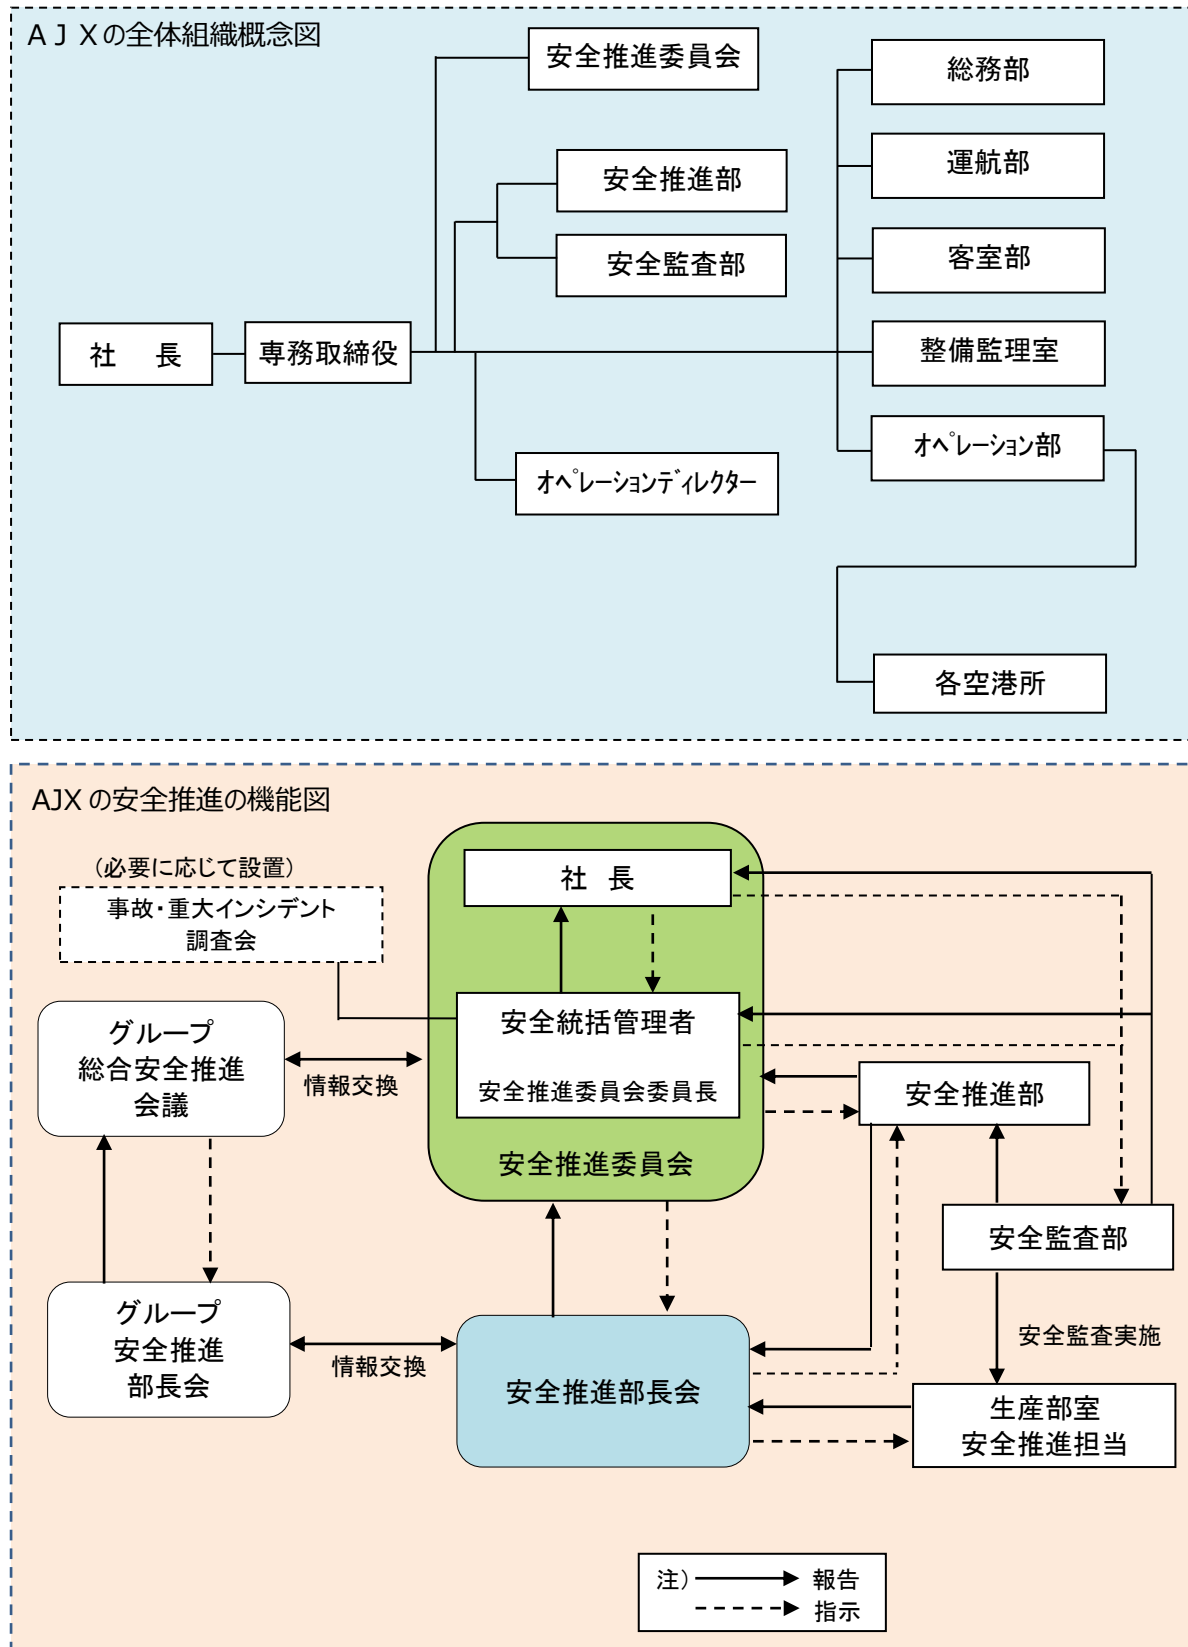 ＡＪＸの全体組織概念図
安全推進委員会
総務部
運航部
安全推進部
客室部
安全監査部
社　長
専務取締役
整備監理室
ｵﾍﾟﾚｰｼｮﾝ部
ｵﾍﾟﾚｰｼｮﾝﾃﾞｨﾚｸﾀｰ
各空港所
AJXの安全推進の機能図
（必要に応じて設置）
事故・重大インシデント
調査会
社　長
安全統括管理者
安全推進委員会委員長
安全推進委員会
グループ
総合安全推進
会議
情報交換
安全推進部
安全監査部
グループ
安全推進
部長会
情報交換
安全推進部長会
安全監査実施
生産部室
安全推進担当
注） 報告
指示